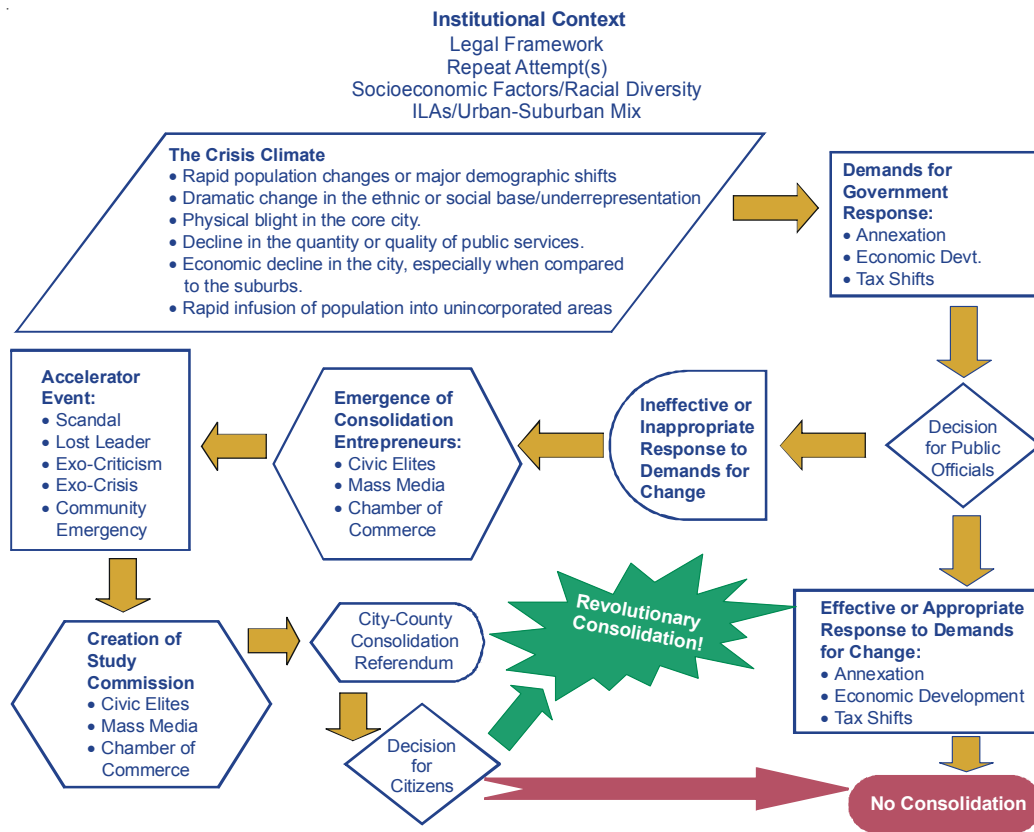 Institutional Context
Legal Framework
Repeat Attempt(s)
Socioeconomic Factors/Racial Diversity
ILAs/Urban-Suburban Mix
The Crisis Climate
• Rapid population changes or major demographic shifts
• Dramatic change in the ethnic or social base/underrepresentation
• Physical blight in the core city.
• Decline in the quantity or quality of public services.
• Economic decline in the city, especially when compared
to the suburbs.
• Rapid infusion of population into unincorporated areas
Demands for
Government
Response:
• Annexation
• Economic Devt.
• Tax Shifts
Decision
for Public
Officials
Ineffective or
Inappropriate
Response to
Demands for
Change
Emergence of
Consolidation
Entrepreneurs:
• Civic Elites
• Mass Media
• Chamber of
Commerce
Accelerator
Event:
• Scandal
• Lost Leader
• Exo-Criticism
• Exo-Crisis
• Community
Emergency
Creation of
Study
Commission
• Civic Elites
• Mass Media
• Chamber of
Commerce
City-County
Consolidation
Referendum
Decision
for
Citizens
Revolutionary
Consolidation!
Effective or Appropriate
Response to Demands
for Change:
• Annexation
• Economic Development
• Tax Shifts
No Consolidation